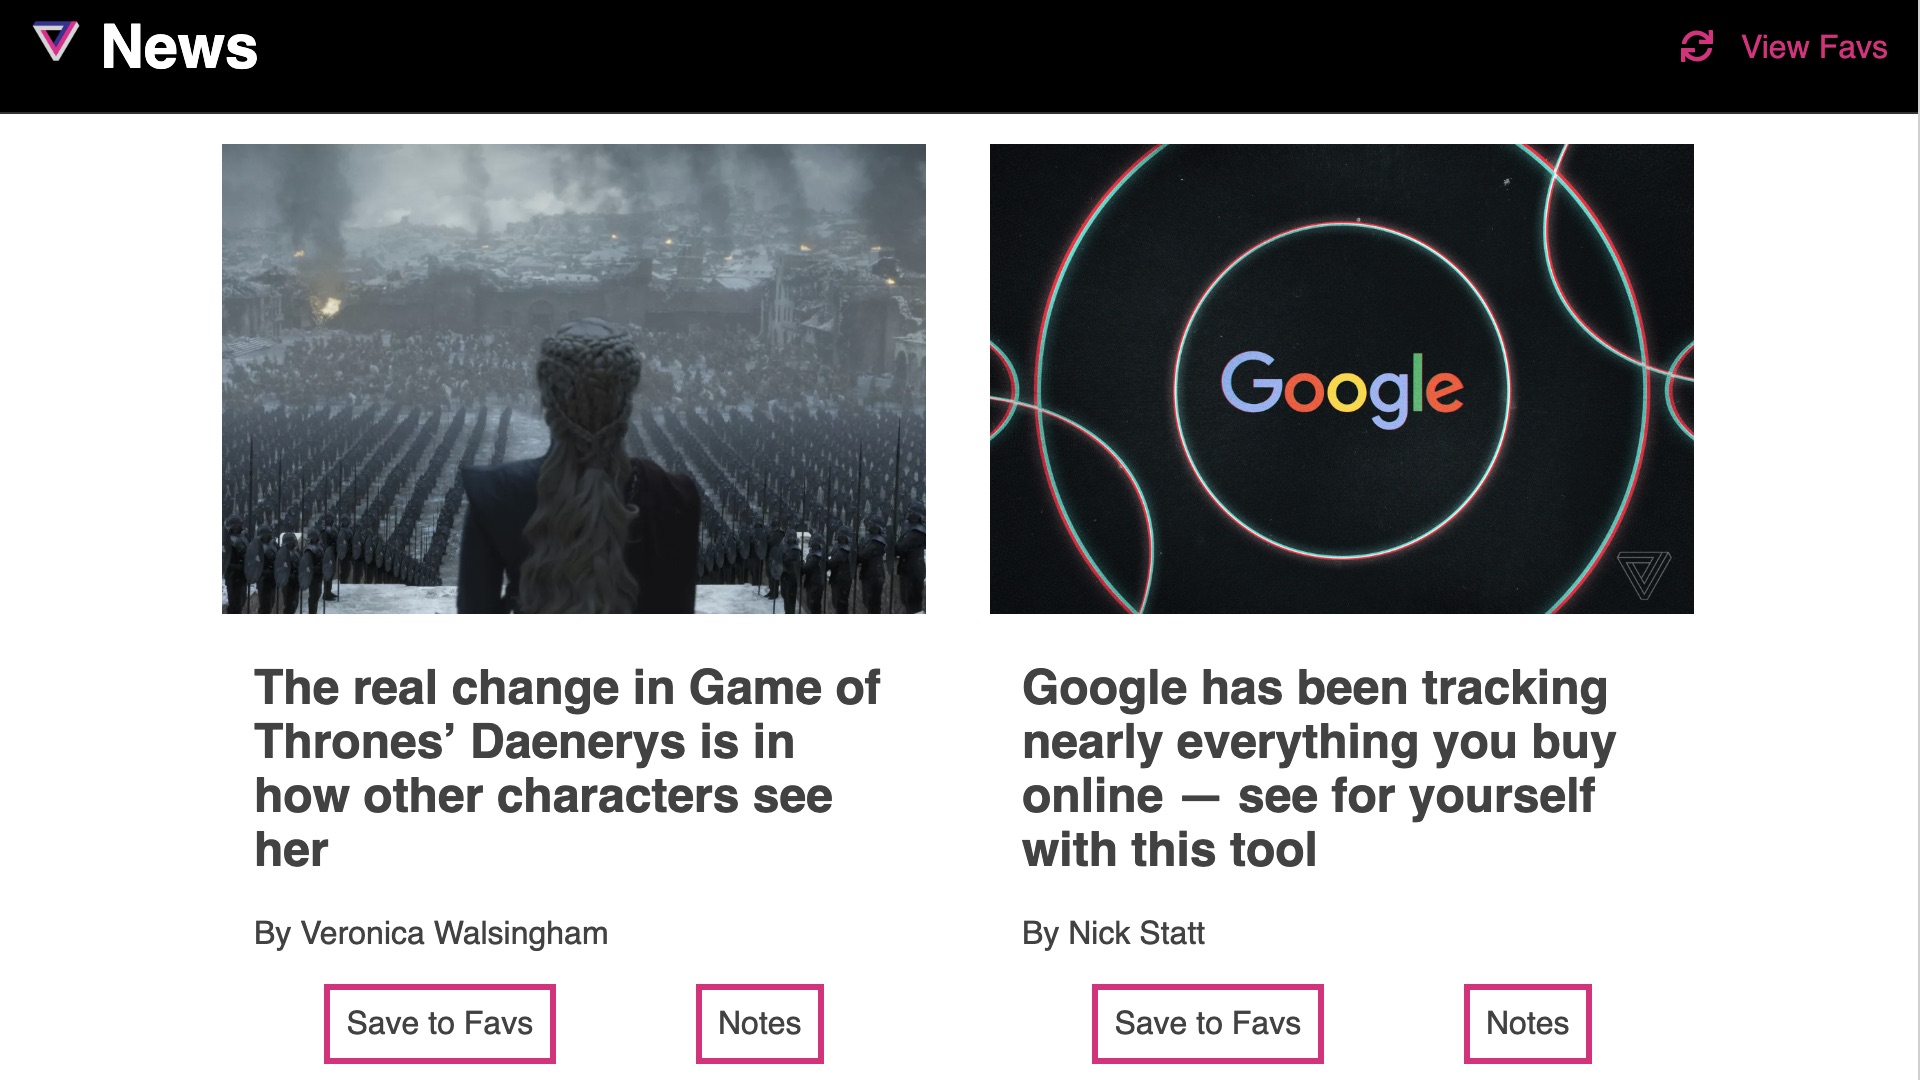 News
View Favs
Google
The real change in Game of
Thrones’ Daenerys is in
how other characters see
her
By Veronica Walsingham
Save to Favs
Notes
Google has been tracking
nearly everything you buy
online — see for yourself
with this tool
By Nick Statt
Save to Favs
Notes